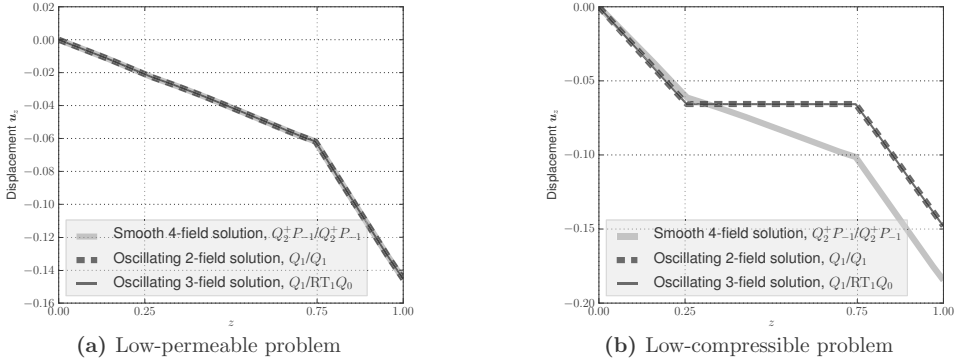 0.02
0.00
−0.02
−0.04
−0.06
−0.08
−0.10
−0.12
−0.14
−0.16
Displacement u_z
Smooth 4-field solution, Q_2^+P_{−1}/Q_2^+P_{−1}
Oscillating 2-field solution, Q_1/Q_1
Oscillating 3-field solution, Q_1/RT_1Q_0
0.00 0.25 0.75 1.00
z
(a) Low-permeable problem
0.00
−0.05
−0.10
−0.15
−0.20
Displacement u_z
Smooth 4-field solution, Q_2^+P_{−1}/Q_2^+P_{−1}
Oscillating 2-field solution, Q_1/Q_1
Oscillating 3-field solution, Q_1/RT_1Q_0
0.00 0.25 0.75 1.00
z
(b) Low-compressible problem